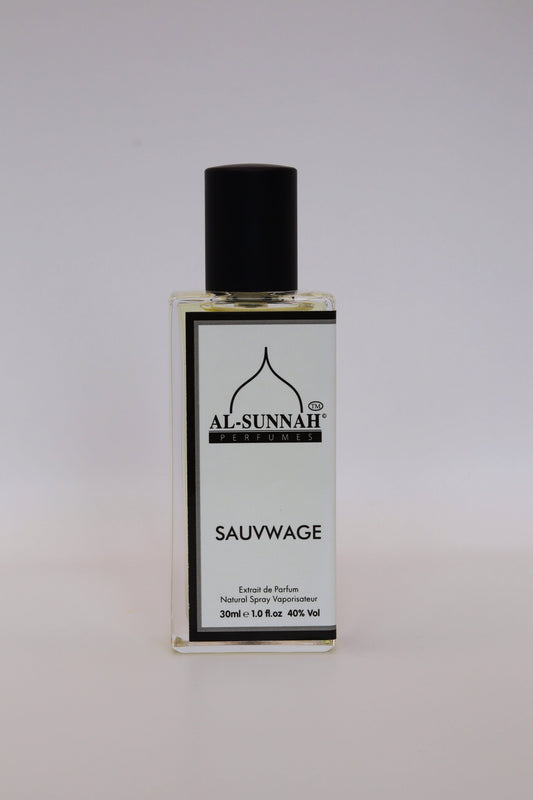 TM
AL-SUNNAH©
PERFUMES
SAUVWAGE
Extrait de Parfum
Natural Spray Vaporisateur
30ml e 1.0 fl.oz 40% Vol